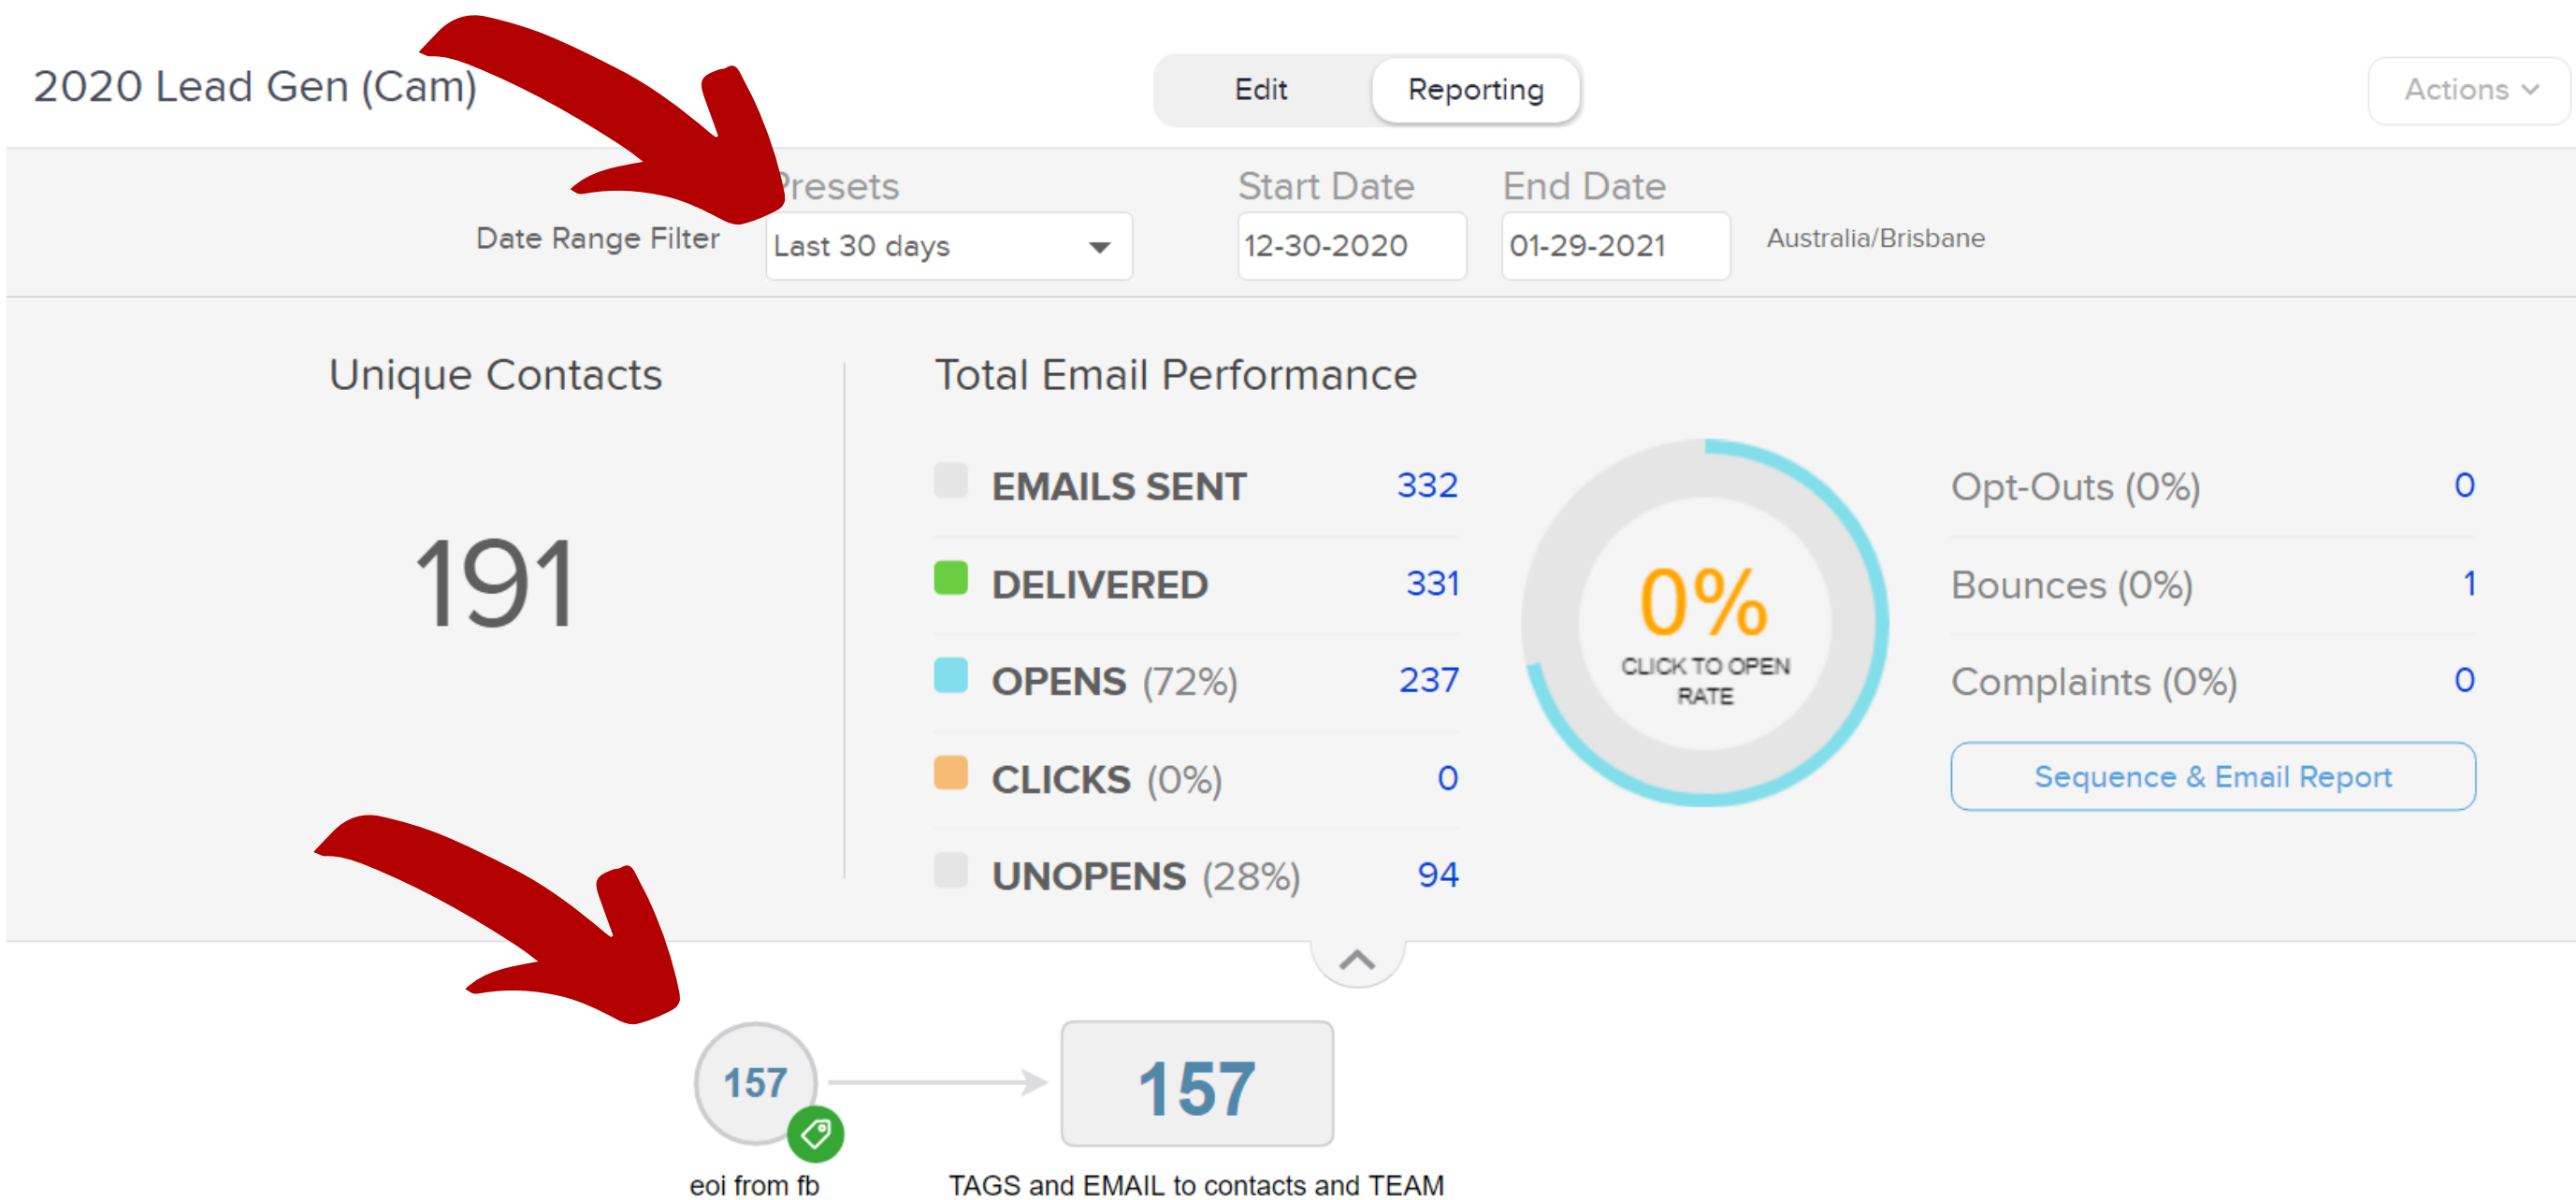 2020 Lead Gen (Cam)
Edit
Reporting
Actions
Presets
Start Date
End Date
Date Range Filter
Last 30 days
12-30-2020
01-29-2021
Australia/Brisbane
Unique Contacts
191
Total Email Performance
EMAILS SENT 332
DELIVERED 331
OPENS (72%) 237
CLICKS (0%) 0
UNOPENS (28%) 94
0%
CLICK TO OPEN
RATE
Opt-Outs (0%) 0
Bounces (0%) 1
Complaints (0%) 0
Sequence & Email Report
157
157
eoi from fb
TAGS and EMAIL to contacts and TEAM